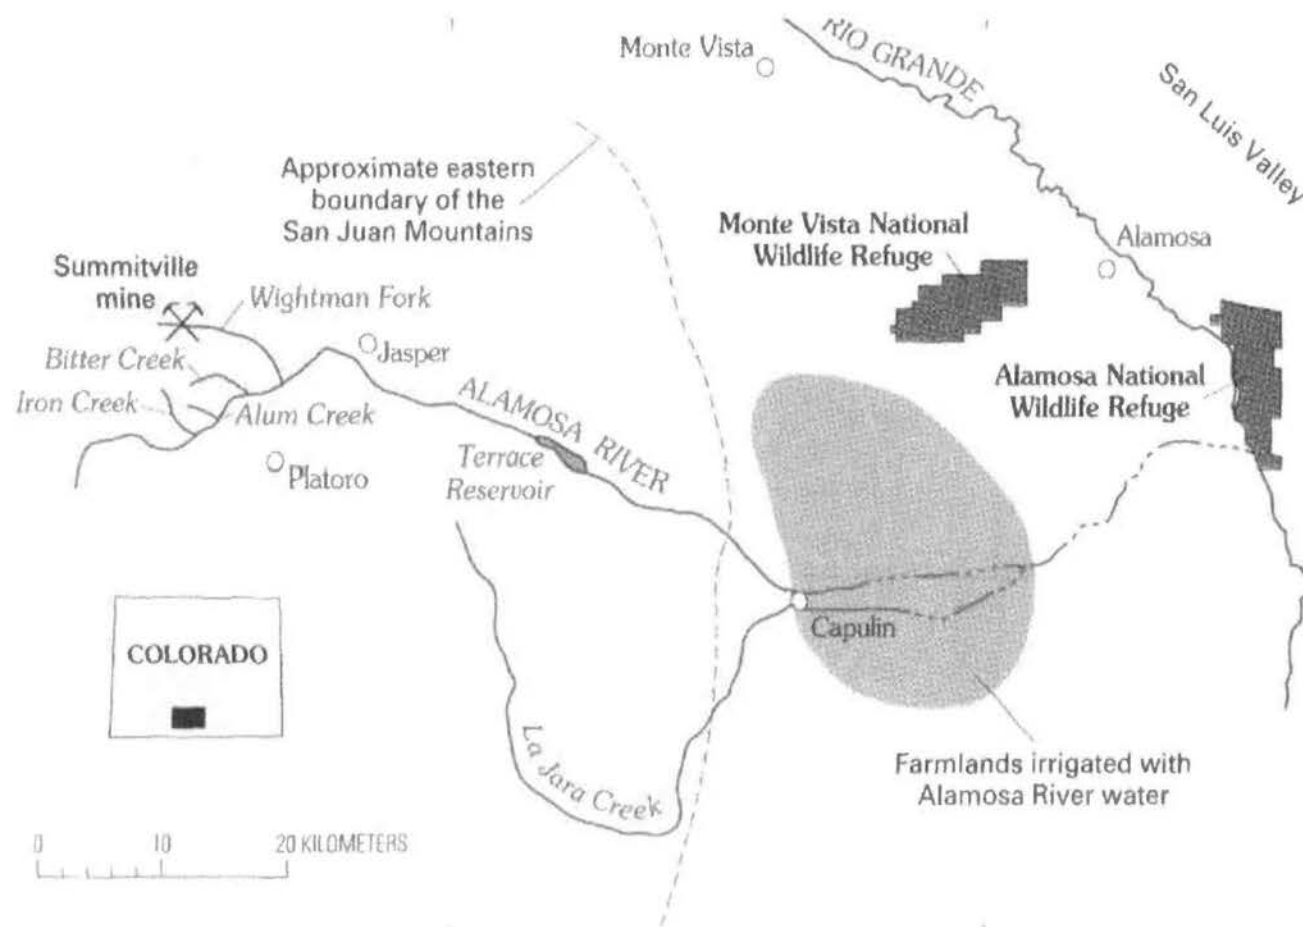 Monte Vista
RIO GRANDE
San Luis Valley
Approximate eastern
boundary of the
San Juan Mountains
Monte Vista National
Wildlife Refuge
Alamosa
Summitville
mine
Wightman Fork
Bitter Creek
Jasper
Iron Creek
Alum Creek
ALAMOSA RIVER
Alamosa National
Wildlife Refuge
Platoro
Terrace
Reservoir
Capulin
COLORADO
La Jara Creek
Farmlands irrigated with
Alamosa River water
0 10 20 KILOMETERS